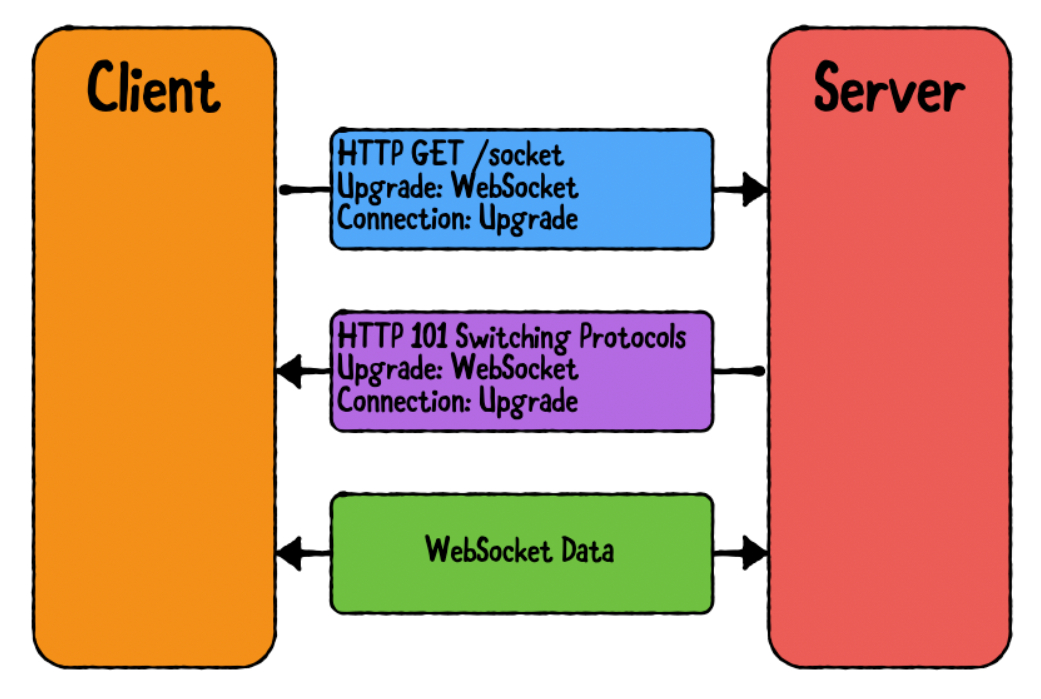 Client
Server
HTTP GET /socket
Upgrade: WebSocket
Connection: Upgrade
HTTP 101 Switching Protocols
Upgrade: WebSocket
Connection: Upgrade
WebSocket Data